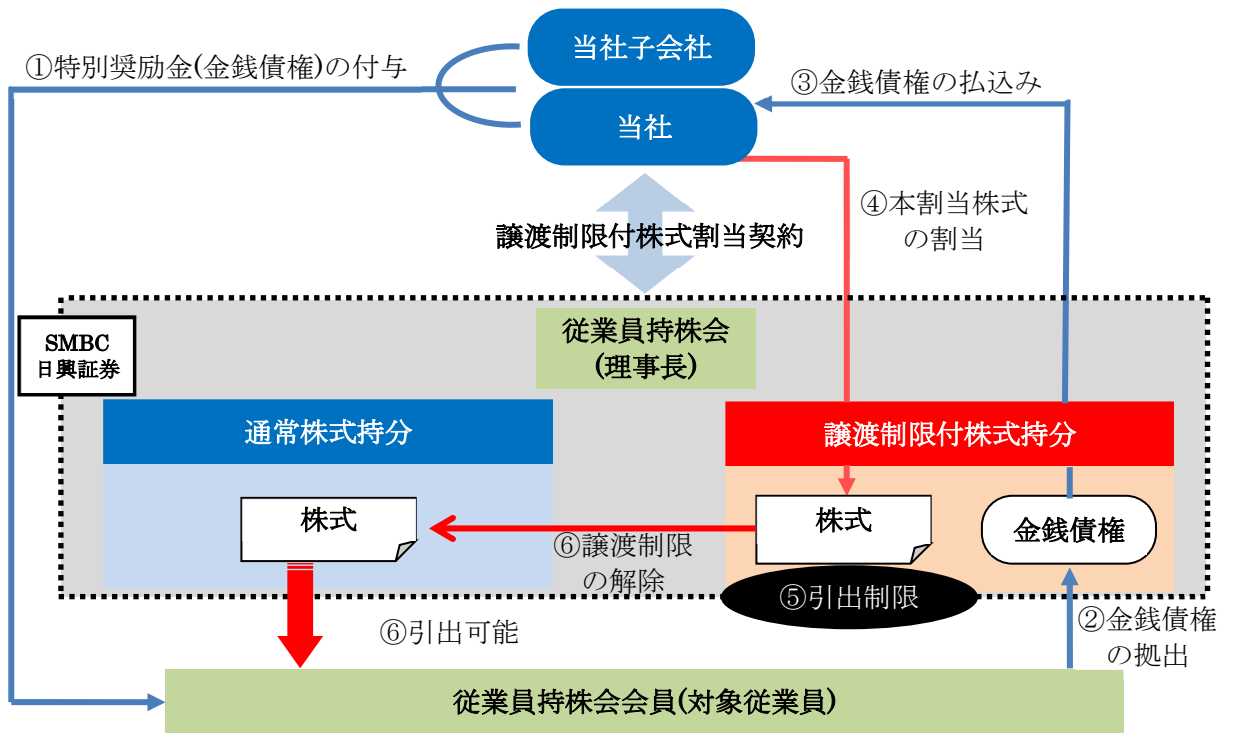 当社子会社
①特別奨励金(金銭債権)の付与
③金銭債権の払込み
当社
④本割当株式
の割当
譲渡制限付株式割当契約
従業員持株会
(理事長)
SMBC
日興証券
通常株式持分
譲渡制限付株式持分
株式
株式
金銭債権
⑥譲渡制限
の解除
⑤引出制限
⑥引出可能
②金銭債権
の拠出
従業員持株会会員(対象従業員)